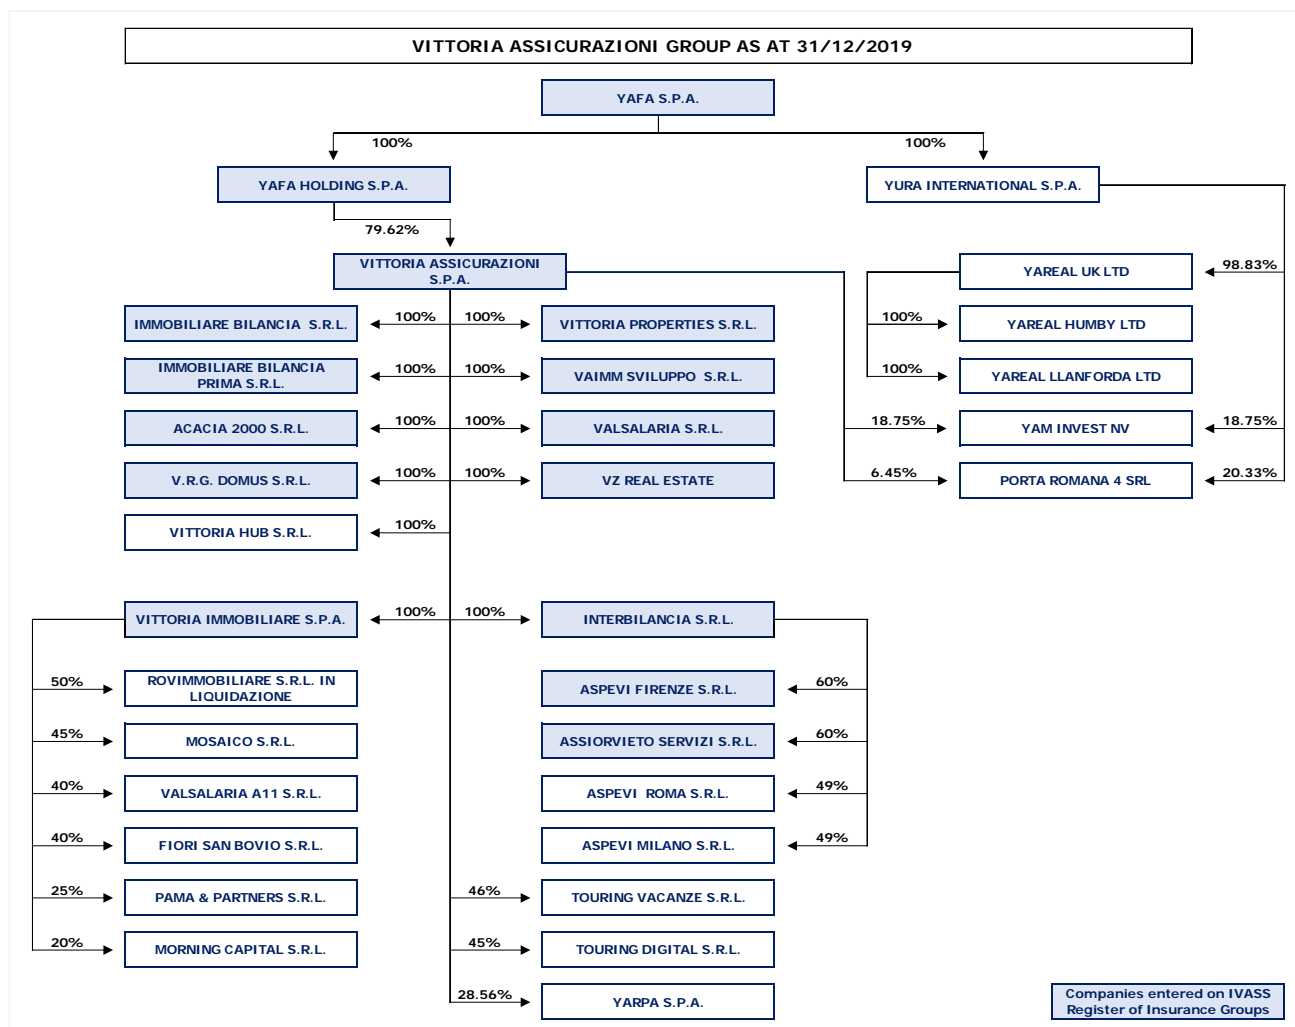 VITTORIA ASSICURAZIONI GROUP AS AT 31/12/2019
YAFA S.P.A.
100%
100%
YAFA HOLDING S.P.A.
YURA INTERNATIONAL S.P.A.
79.62%
VITTORIA ASSICURAZIONI
S.P.A.
YAREAL UK LTD
98.83%
IMMOBILIARE BILANCIA S.R.L.
100%
100%
VITTORIA PROPERTIES S.R.L.
100%
YAREAL HUMBY LTD
IMMOBILIARE BILANCIA
PRIMA S.R.L.
100%
100%
VAIMM SVILUPPO S.R.L.
100%
YAREAL LLANFORDA LTD
ACACIA 2000 S.R.L.
100%
100%
VALSALARIA S.R.L.
18.75%
YAM INVEST NV
18.75%
V.R.G. DOMUS S.R.L.
100%
100%
VZ REAL ESTATE
6.45%
PORTA ROMANA 4 SRL
20.33%
VITTORIA HUB S.R.L.
100%
VITTORIA IMMOBILIARE S.P.A.
100%
100%
INTERBILANCIA S.R.L.
50%
ROVIMMOBILIARE S.R.L. IN
LIQUIDAZIONE
ASPEVI FIRENZE S.R.L.
60%
45%
MOSAICO S.R.L.
ASSIORVIETO SERVIZI S.R.L.
60%
40%
VALSALARIA A11 S.R.L.
ASPEVI ROMA S.R.L.
49%
40%
FIORI SAN BOVIO S.R.L.
ASPEVI MILANO S.R.L.
49%
25%
PAMA & PARTNERS S.R.L.
46%
TOURING VACANZE S.R.L.
20%
MORNING CAPITAL S.R.L.
45%
TOURING DIGITAL S.R.L.
28.56%
YARPA S.P.A.
Companies entered on IVASS
Register of Insurance Groups